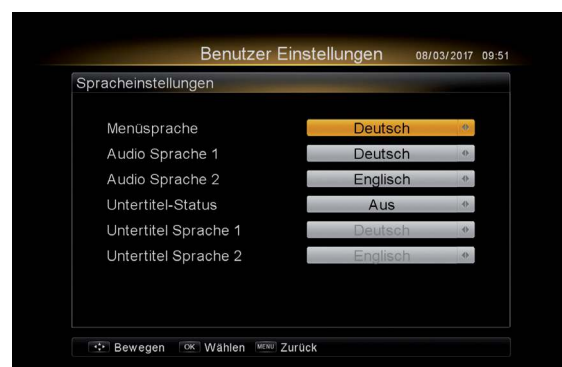 Benutzer Einstellungen 08/03/2017 09:51
Spracheinstellungen
Menüsprache Deutsch
Audio Sprache 1 Deutsch
Audio Sprache 2 Englisch
Untertitel-Status Aus
Untertitel Sprache 1 Deutsch
Untertitel Sprache 2 Englisch
Bewegen OK Wählen MENU Zurück